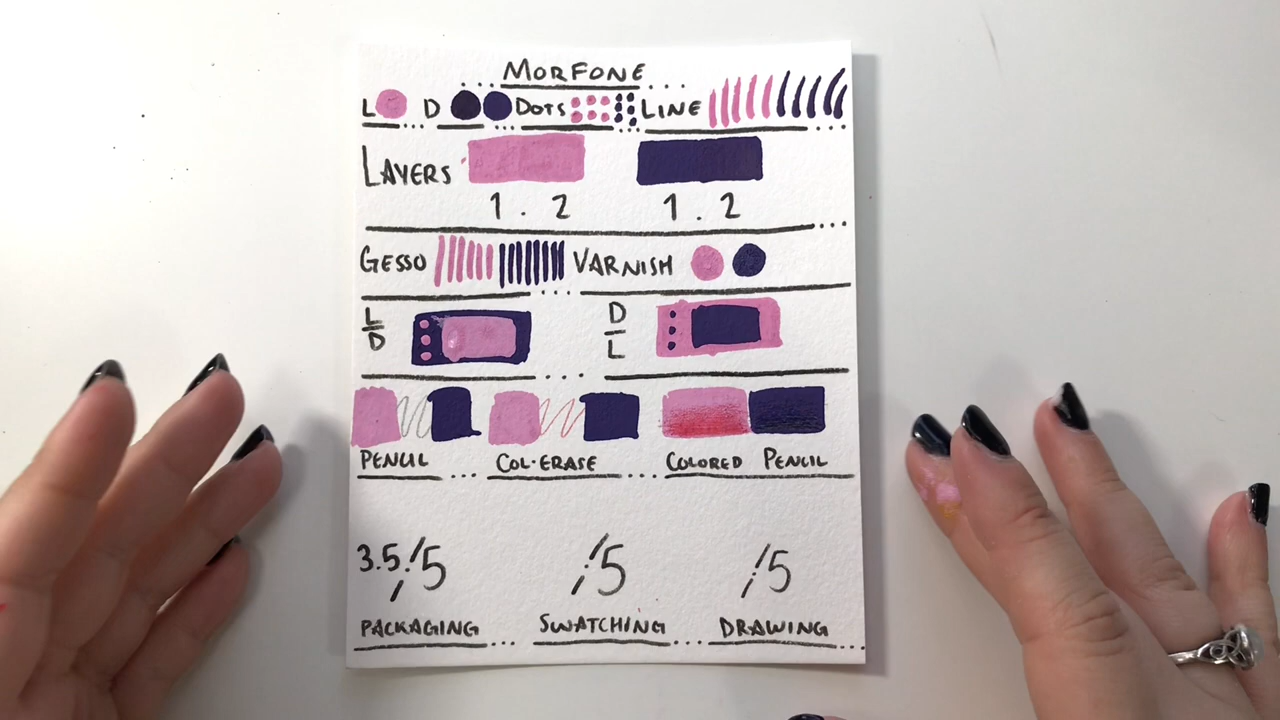 MORFONE
L D DOTS LINE
LAYERS
1 . 2 1 . 2
GESSO VARNISH
L D
D L
PENCIL COL-ERASE COLORED PENCIL
3.5/5 /5 /5
PACKAGING SWATCHING DRAWING